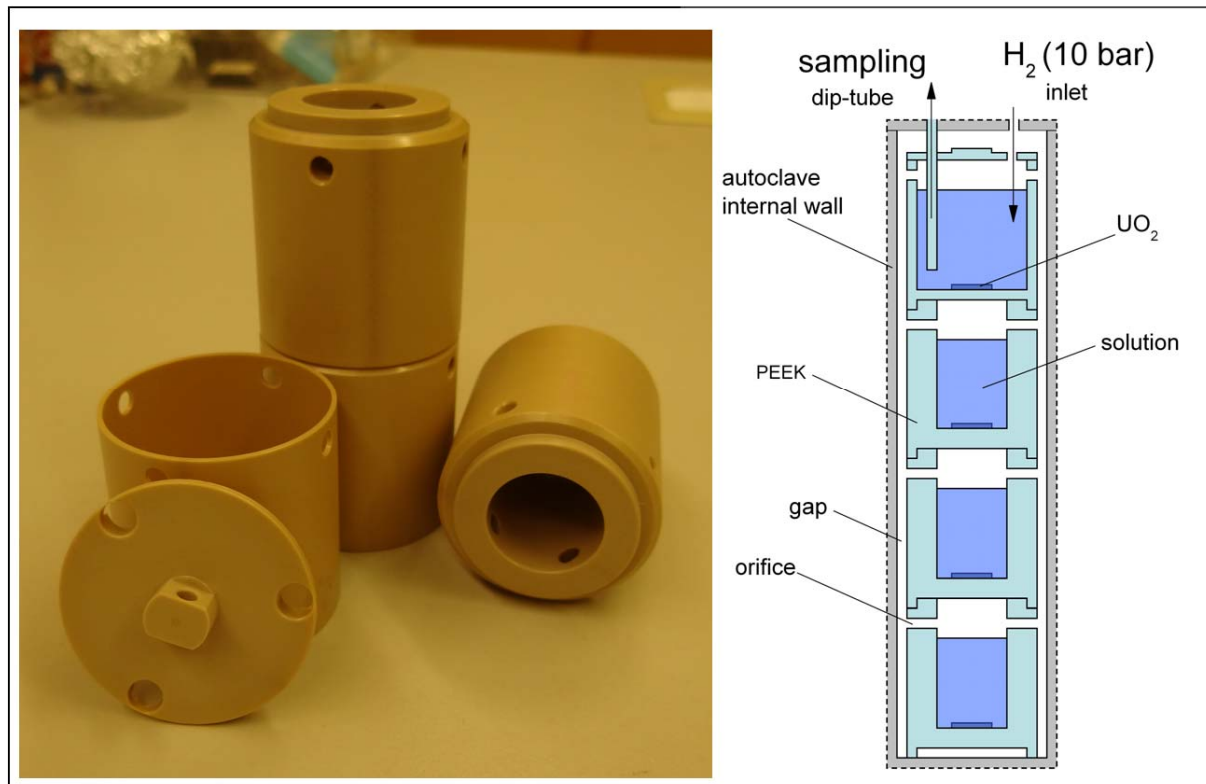 sampling
dip-tube
H2 (10 bar)
inlet
autoclave
internal wall
UO2
solution
PEEK
gap
orifice